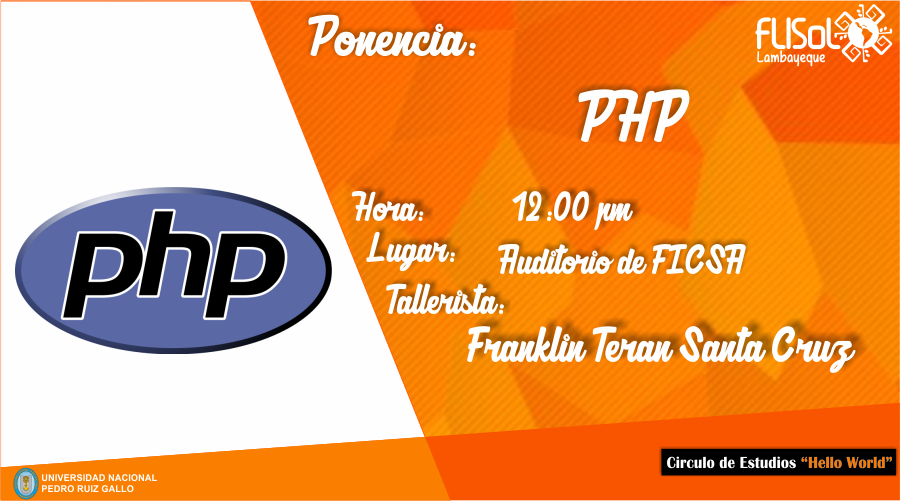 Ponencia:
FLISoL
Lambayeque
PHP
php
Hora: 12:00 pm
Lugar: Auditorio de FICSA
Tallerista:
Franklin Teran Santa Cruz
Circulo de Estudios “Hello World”
UNIVERSIDAD NACIONAL
PEDRO RUIZ GALLO